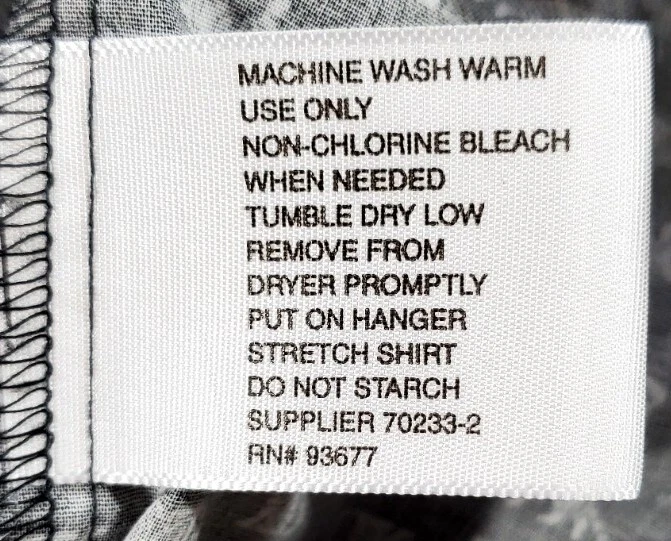 MACHINE WASH WARM
USE ONLY
NON-CHLORINE BLEACH
WHEN NEEDED
TUMBLE DRY LOW
REMOVE FROM
DRYER PROMPTLY
PUT ON HANGER
STRETCH SHIRT
DO NOT STARCH
SUPPLIER 70233-2
RN# 93677